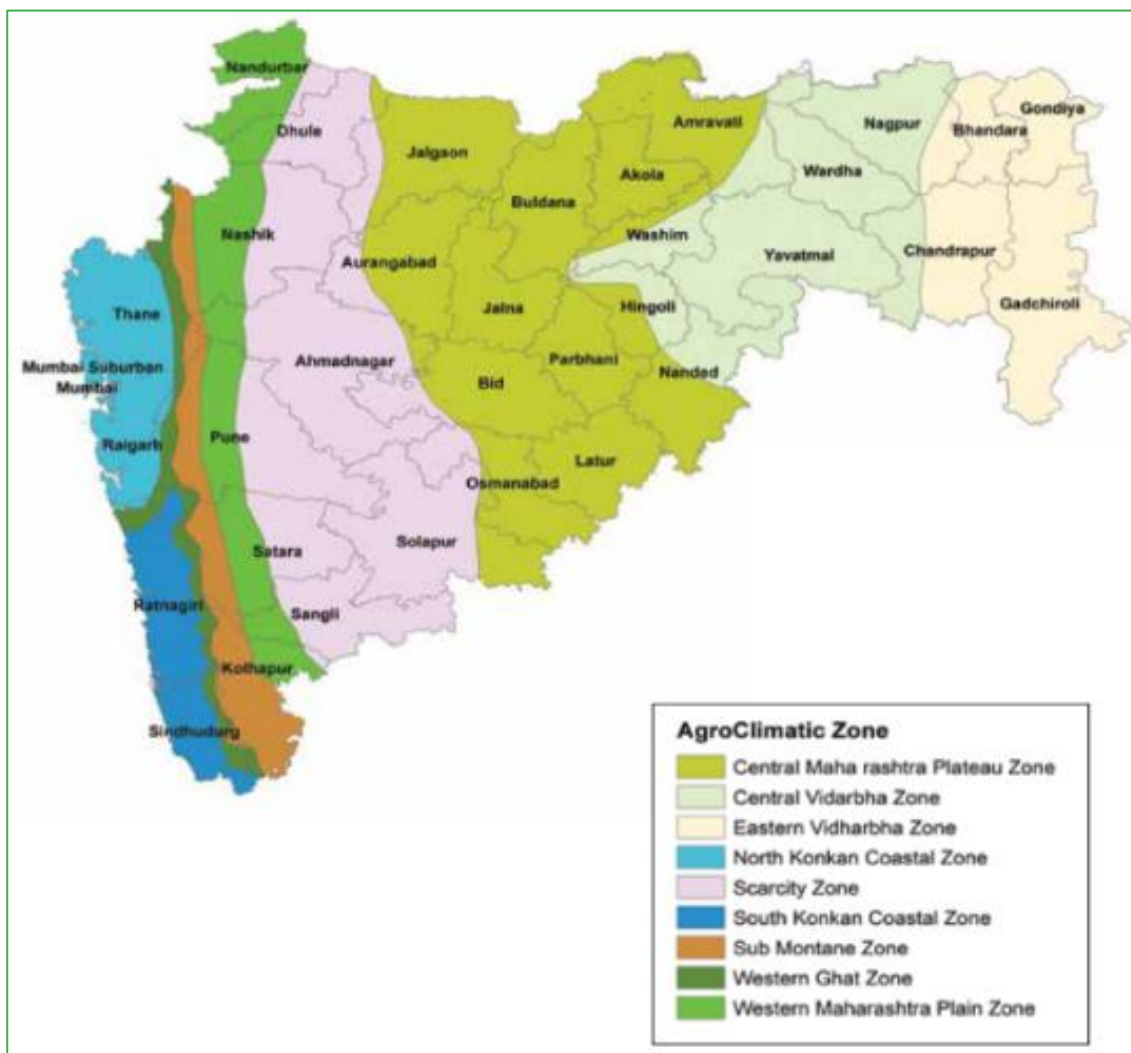 Nandurbar
Dhule
Jalgaon
Amravati
Nagpur
Gondiya
Bhandara
Akola
Wardha
Buldana
Nashik
Washim
Aurangabad
Yavatmal
Chandrapur
Jalna
Hingoli
Gadchiroli
Thane
Ahmadnagar
Parbhani
Mumbai Suburban
Mumbai
Bid
Nanded
Raigarh
Pune
Latur
Osmanabad
Satara
Solapur
Ratnagiri
Sangli
Kolhapur
Sindhudurg
AgroClimatic Zone
Central Maha rashtra Plateau Zone
Central Vidarbha Zone
Eastern Vidharbha Zone
North Konkan Coastal Zone
Scarcity Zone
South Konkan Coastal Zone
Sub Montane Zone
Western Ghat Zone
Western Maharashtra Plain Zone